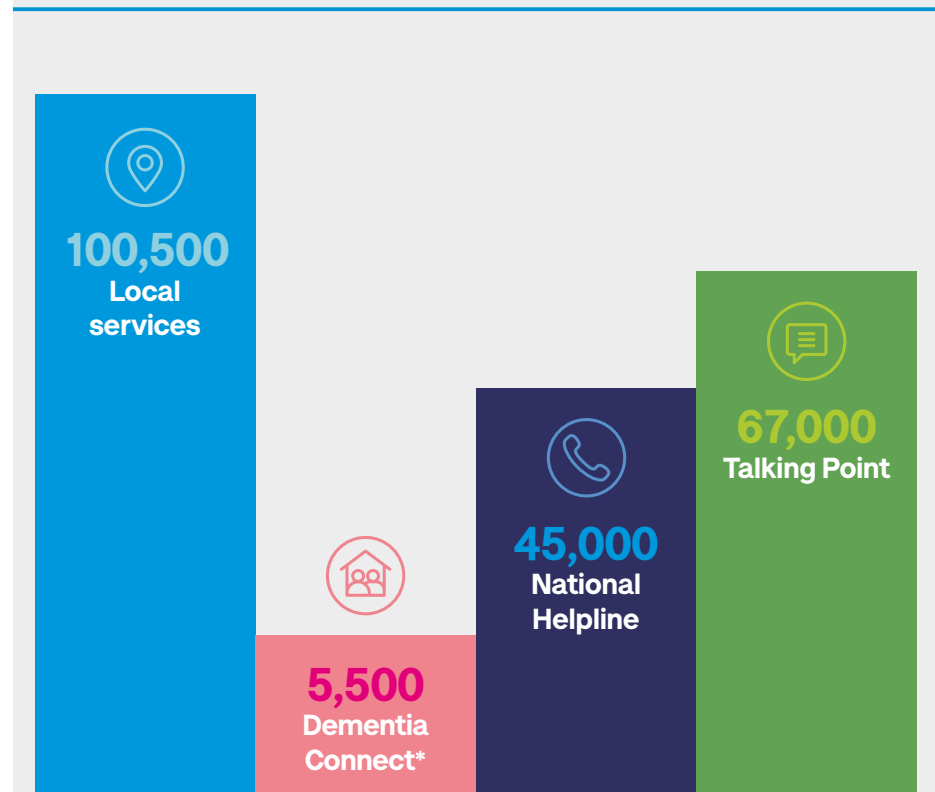 100,500
Local
services
5,500
Dementia
Connect*
45,000
National
Helpline
67,000
Talking Point